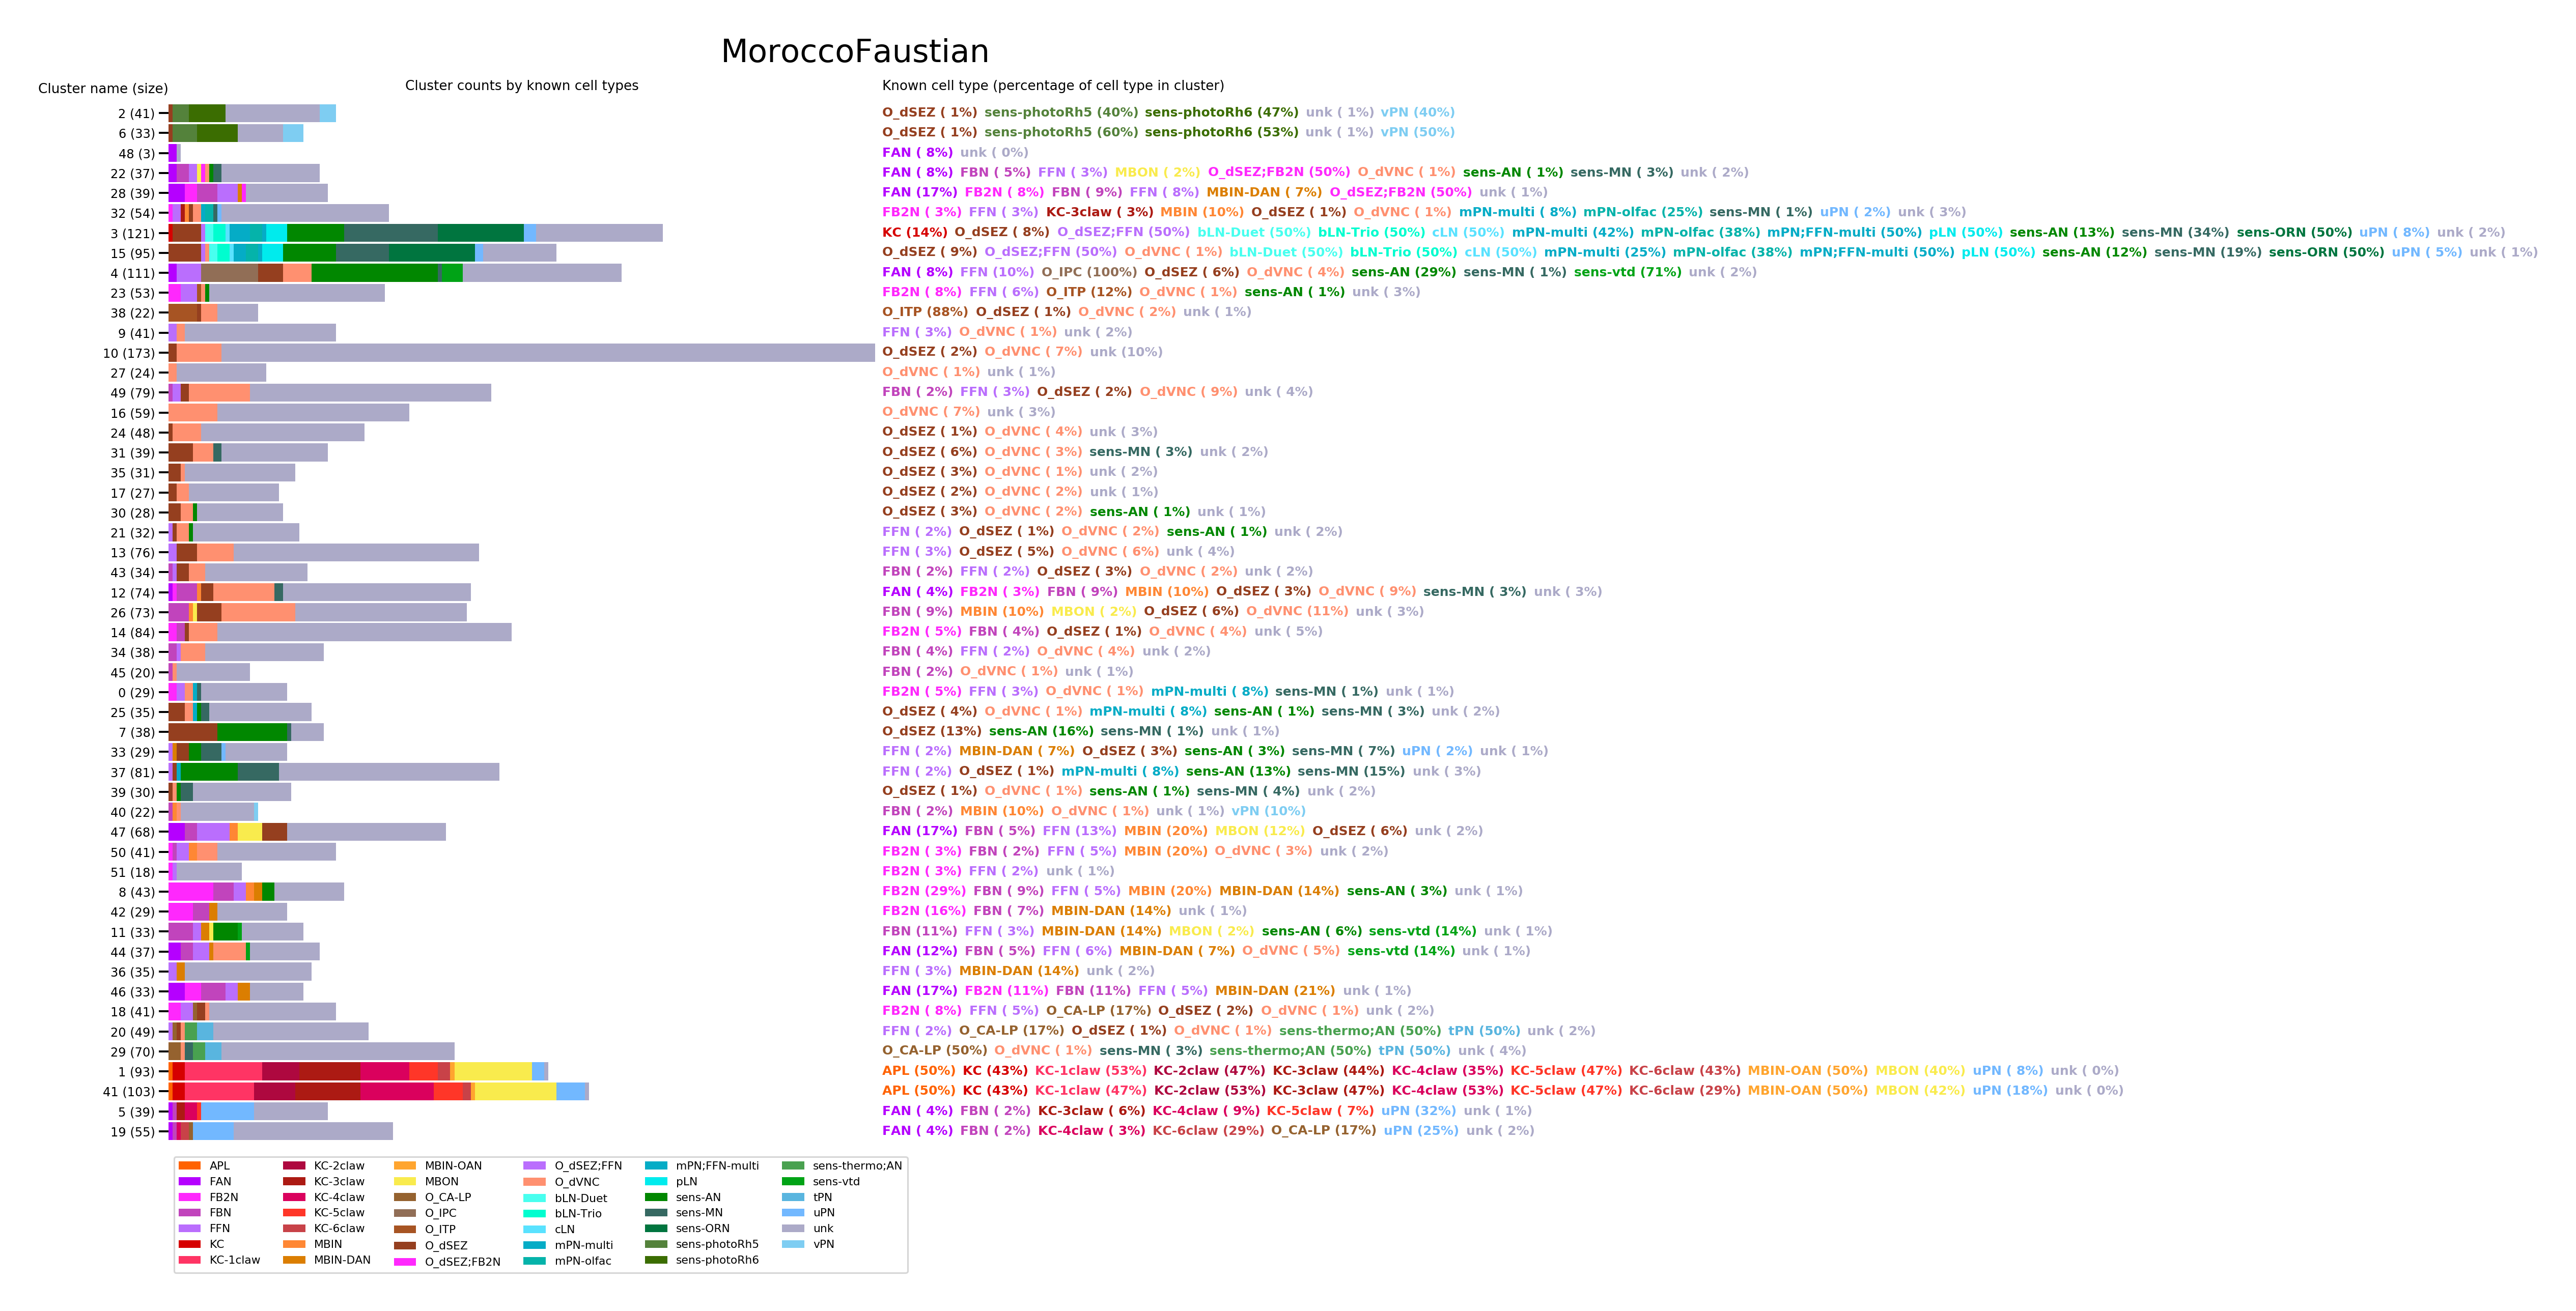 MoroccoFaustian
Cluster name (size) Cluster counts by known cell types Known cell type (percentage of cell type in cluster)
2 (41) O_dSEZ ( 1%) sens-photoRh5 (40%) sens-photoRh6 (47%) unk ( 1%) vPN (40%)
6 (33) O_dSEZ ( 1%) sens-photoRh5 (60%) sens-photoRh6 (53%) unk ( 1%) vPN (50%)
48 (3) FAN ( 8%) unk ( 0%)
22 (37) FAN ( 8%) FBN ( 5%) FFN ( 3%) MBON ( 2%) O_dSEZ;FB2N (50%) O_dVNC ( 1%) sens-AN ( 1%) sens-MN ( 3%) unk ( 2%)
28 (39) FAN (17%) FB2N ( 8%) FBN ( 9%) FFN ( 8%) MBIN-DAN ( 7%) O_dSEZ;FB2N (50%) unk ( 1%)
32 (54) FB2N ( 3%) FFN ( 3%) KC-3claw ( 3%) MBIN (10%) O_dSEZ ( 1%) O_dVNC ( 1%) mPN-multi ( 8%) mPN-olfac (25%) sens-MN ( 1%) uPN ( 2%) unk ( 3%)
3 (121) KC (14%) O_dSEZ ( 8%) O_dSEZ;FFN (50%) bLN-Duet (50%) bLN-Trio (50%) cLN (50%) mPN-multi (42%) mPN-olfac (38%) mPN;FFN-multi (50%) pLN (50%) sens-AN (13%) sens-MN (34%) sens-ORN (50%) uPN ( 8%) unk ( 2%)
15 (95) O_dSEZ ( 9%) O_dSEZ;FFN (50%) O_dVNC ( 1%) bLN-Duet (50%) bLN-Trio (50%) cLN (50%) mPN-multi (25%) mPN-olfac (38%) mPN;FFN-multi (50%) pLN (50%) sens-AN (12%) sens-MN (19%) sens-ORN (50%) uPN ( 5%) unk ( 1%)
4 (111) FAN ( 8%) FFN (10%) O_IPC (100%) O_dSEZ ( 6%) O_dVNC ( 4%) sens-AN (29%) sens-MN ( 1%) sens-vtd (71%) unk ( 2%)
23 (53) FB2N ( 8%) FFN ( 6%) O_ITP (12%) O_dVNC ( 1%) sens-AN ( 1%) unk ( 3%)
38 (22) O_ITP (88%) O_dSEZ ( 1%) O_dVNC ( 2%) unk ( 1%)
9 (41) FFN ( 3%) O_dVNC ( 1%) unk ( 2%)
10 (173) O_dSEZ ( 2%) O_dVNC ( 7%) unk (10%)
27 (24) O_dVNC ( 1%) unk ( 1%)
49 (79) FBN ( 2%) FFN ( 3%) O_dSEZ ( 2%) O_dVNC ( 9%) unk ( 4%)
16 (59) O_dVNC ( 7%) unk ( 3%)
24 (48) O_dSEZ ( 1%) O_dVNC ( 4%) unk ( 3%)
31 (39) O_dSEZ ( 6%) O_dVNC ( 3%) sens-MN ( 3%) unk ( 2%)
35 (31) O_dSEZ ( 3%) O_dVNC ( 1%) unk ( 2%)
17 (27) O_dSEZ ( 2%) O_dVNC ( 2%) unk ( 1%)
30 (28) O_dSEZ ( 3%) O_dVNC ( 2%) sens-AN ( 1%) unk ( 1%)
21 (32) FFN ( 2%) O_dSEZ ( 1%) O_dVNC ( 2%) sens-AN ( 1%) unk ( 2%)
13 (76) FFN ( 3%) O_dSEZ ( 5%) O_dVNC ( 6%) unk ( 4%)
43 (34) FBN ( 2%) FFN ( 2%) O_dSEZ ( 3%) O_dVNC ( 2%) unk ( 2%)
12 (74) FAN ( 4%) FB2N ( 3%) FBN ( 9%) MBIN (10%) O_dSEZ ( 3%) O_dVNC ( 9%) sens-MN ( 3%) unk ( 3%)
26 (73) FBN ( 9%) MBIN (10%) MBON ( 2%) O_dSEZ ( 6%) O_dVNC (11%) unk ( 3%)
14 (84) FB2N ( 5%) FBN ( 4%) O_dSEZ ( 1%) O_dVNC ( 4%) unk ( 5%)
34 (38) FBN ( 4%) FFN ( 2%) O_dVNC ( 4%) unk ( 2%)
45 (20) FBN ( 2%) O_dVNC ( 1%) unk ( 1%)
0 (29) FB2N ( 5%) FFN ( 3%) O_dVNC ( 1%) mPN-multi ( 8%) sens-MN ( 1%) unk ( 1%)
25 (35) O_dSEZ ( 4%) O_dVNC ( 1%) mPN-multi ( 8%) sens-AN ( 1%) sens-MN ( 3%) unk ( 2%)
7 (38) O_dSEZ (13%) sens-AN (16%) sens-MN ( 1%) unk ( 1%)
33 (29) FFN ( 2%) MBIN-DAN ( 7%) O_dSEZ ( 3%) sens-AN ( 3%) sens-MN ( 7%) uPN ( 2%) unk ( 1%)
37 (81) FFN ( 2%) O_dSEZ ( 1%) mPN-multi ( 8%) sens-AN (13%) sens-MN (15%) unk ( 3%)
39 (30) O_dSEZ ( 1%) O_dVNC ( 1%) sens-AN ( 1%) sens-MN ( 4%) unk ( 2%)
40 (22) FBN ( 2%) MBIN (10%) O_dVNC ( 1%) unk ( 1%) vPN (10%)
47 (68) FAN (17%) FBN ( 5%) FFN (13%) MBIN (20%) MBON (12%) O_dSEZ ( 6%) unk ( 2%)
50 (41) FB2N ( 3%) FBN ( 2%) FFN ( 5%) MBIN (20%) O_dVNC ( 3%) unk ( 2%)
51 (18) FB2N ( 3%) FFN ( 2%) unk ( 1%)
8 (43) FB2N (29%) FBN ( 9%) FFN ( 5%) MBIN (20%) MBIN-DAN (14%) sens-AN ( 3%) unk ( 1%)
42 (29) FB2N (16%) FBN ( 7%) MBIN-DAN (14%) unk ( 1%)
11 (33) FBN (11%) FFN ( 3%) MBIN-DAN (14%) MBON ( 2%) sens-AN ( 6%) sens-vtd (14%) unk ( 1%)
44 (37) FAN (12%) FBN ( 5%) FFN ( 6%) MBIN-DAN ( 7%) O_dVNC ( 5%) sens-vtd (14%) unk ( 1%)
36 (35) FFN ( 3%) MBIN-DAN (14%) unk ( 2%)
46 (33) FAN (17%) FB2N (11%) FBN (11%) FFN ( 5%) MBIN-DAN (21%) unk ( 1%)
18 (41) FB2N ( 8%) FFN ( 5%) O_CA-LP (17%) O_dSEZ ( 2%) O_dVNC ( 1%) unk ( 2%)
20 (49) FFN ( 2%) O_CA-LP (17%) O_dSEZ ( 1%) O_dVNC ( 1%) sens-thermo;AN (50%) tPN (50%) unk ( 2%)
29 (70) O_CA-LP (50%) O_dVNC ( 1%) sens-MN ( 3%) sens-thermo;AN (50%) tPN (50%) unk ( 4%)
1 (93) APL (50%) KC (43%) KC-1claw (53%) KC-2claw (47%) KC-3claw (44%) KC-4claw (35%) KC-5claw (47%) KC-6claw (43%) MBIN-OAN (50%) MBON (40%) uPN ( 8%) unk ( 0%)
41 (103) APL (50%) KC (43%) KC-1claw (47%) KC-2claw (53%) KC-3claw (47%) KC-4claw (53%) KC-5claw (47%) KC-6claw (29%) MBIN-OAN (50%) MBON (42%) uPN (18%) unk ( 0%)
5 (39) FAN ( 4%) FBN ( 2%) KC-3claw ( 6%) KC-4claw ( 9%) KC-5claw ( 7%) uPN (32%) unk ( 1%)
19 (55) FAN ( 4%) FBN ( 2%) KC-4claw ( 3%) KC-6claw (29%) O_CA-LP (17%) uPN (25%) unk ( 2%)
APL KC-2claw MBIN-OAN O_dSEZ;FFN mPN;FFN-multi sens-thermo;AN
FAN KC-3claw MBON O_dVNC pLN sens-vtd
FB2N KC-4claw O_CA-LP bLN-Duet sens-AN tPN
FBN KC-5claw O_IPC bLN-Trio sens-MN uPN
FFN KC-6claw O_ITP cLN sens-ORN unk
KC MBIN O_dSEZ mPN-multi sens-photoRh5 vPN
KC-1claw MBIN-DAN O_dSEZ;FB2N mPN-olfac sens-photoRh6